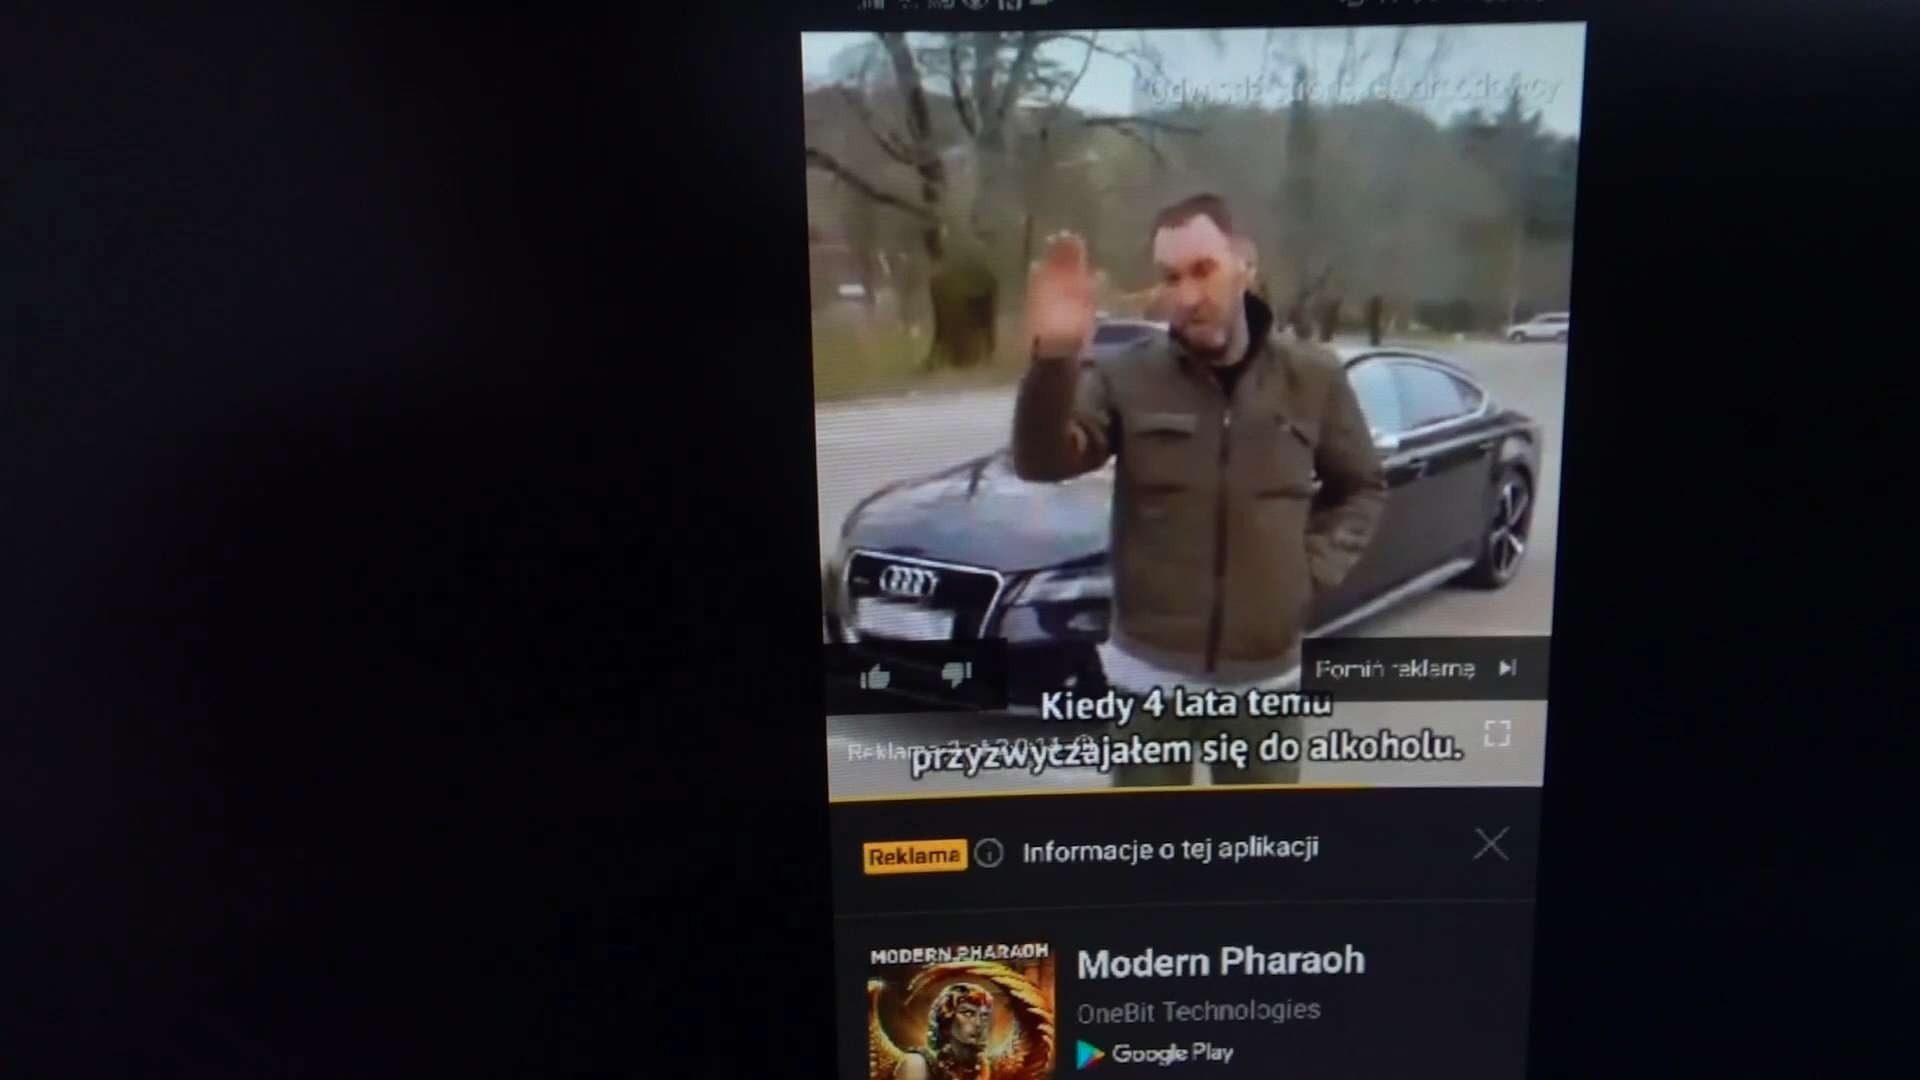 Pomiń reklamę
Kiedy 4 lata temu
przyzwyczajałem się do alkoholu.
Reklama
Reklama
Informacje o tej aplikacji
MODERN PHARAOH
Modern Pharaoh
OneBit Technologies
Google Play